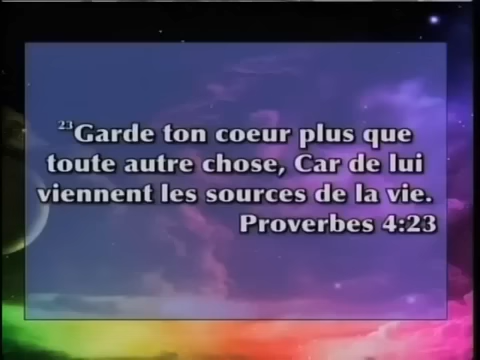 23Garde ton coeur plus que
toute autre chose, Car de lui
viennent les sources de la vie.
Proverbes 4:23